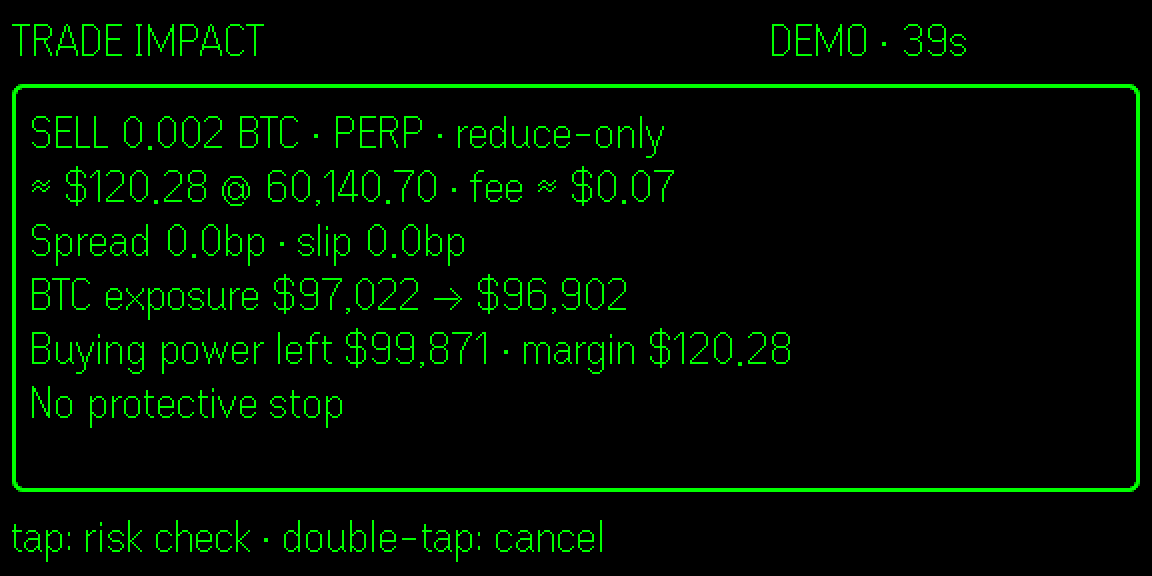 TRADE IMPACT DEMO · 39s
SELL 0.002 BTC · PERP · reduce-only
≈ $120.28 @ 60,140.70 · fee ≈ $0.07
Spread 0.0bp · slip 0.0bp
BTC exposure $97,022 → $96,902
Buying power left $99,871 · margin $120.28
No protective stop
tap: risk check · double-tap: cancel